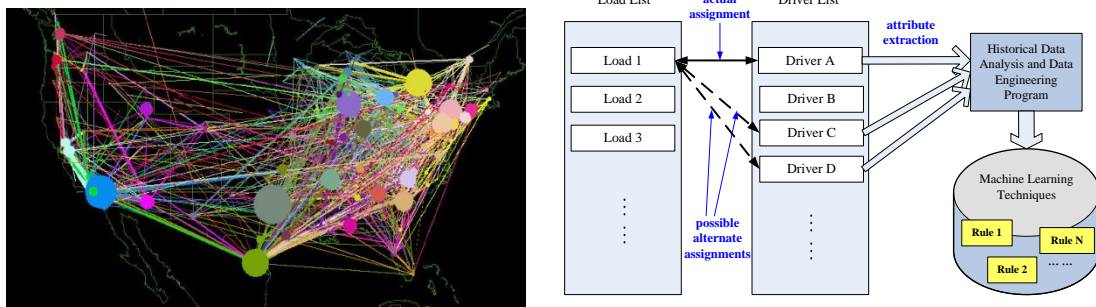 Load List
actual
assignment
Driver List
attribute
extraction
Load 1
Load 2
Load 3
Driver A
Driver B
Driver C
Driver D
possible
alternate
assignments
Historical Data
Analysis and Data
Engineering
Program
Machine Learning
Techniques
Rule 1
Rule N
Rule 2
... ...